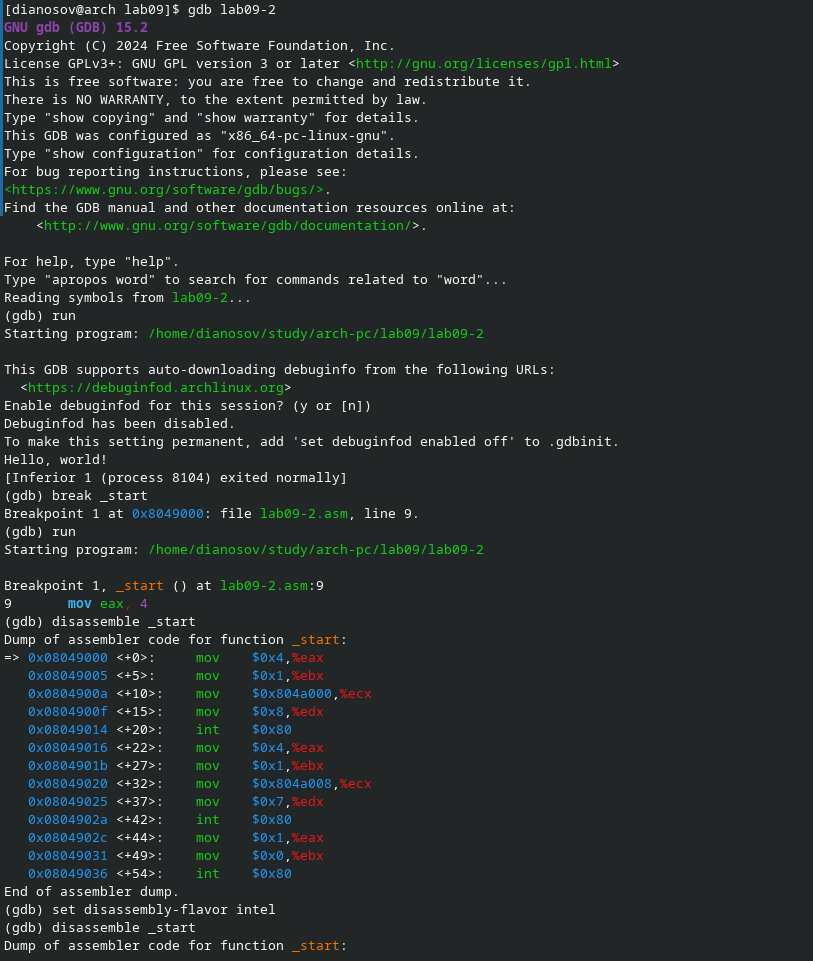 [dianosov@arch lab09]$ gdb lab09-2
GNU gdb (GDB) 15.2
Copyright (C) 2024 Free Software Foundation, Inc.
License GPLv3+: GNU GPL version 3 or later <http://gnu.org/licenses/gpl.html>
This is free software: you are free to change and redistribute it.
There is NO WARRANTY, to the extent permitted by law.
Type "show copying" and "show warranty" for details.
This GDB was configured as "x86_64-pc-linux-gnu".
Type "show configuration" for configuration details.
For bug reporting instructions, please see:
<https://www.gnu.org/software/gdb/bugs/>.
Find the GDB manual and other documentation resources online at:
    <http://www.gnu.org/software/gdb/documentation/>.

For help, type "help".
Type "apropos word" to search for commands related to "word"...
Reading symbols from lab09-2...
(gdb) run
Starting program: /home/dianosov/study/arch-pc/lab09/lab09-2

This GDB supports auto-downloading debuginfo from the following URLs:
  <https://debuginfod.archlinux.org>
Enable debuginfod for this session? (y or [n])
Debuginfod has been disabled.
To make this setting permanent, add 'set debuginfod enabled off' to .gdbinit.
Hello, world!
[Inferior 1 (process 8104) exited normally]
(gdb) break _start
Breakpoint 1 at 0x8049000: file lab09-2.asm, line 9.
(gdb) run
Starting program: /home/dianosov/study/arch-pc/lab09/lab09-2

Breakpoint 1, _start () at lab09-2.asm:9
9       mov eax, 4
(gdb) disassemble _start
Dump of assembler code for function _start:
=> 0x08049000 <+0>:     mov    $0x4,%eax
   0x08049005 <+5>:     mov    $0x1,%ebx
   0x0804900a <+10>:    mov    $0x804a000,%ecx
   0x0804900f <+15>:    mov    $0x8,%edx
   0x08049014 <+20>:    int    $0x80
   0x08049016 <+22>:    mov    $0x4,%eax
   0x0804901b <+27>:    mov    $0x1,%ebx
   0x08049020 <+32>:    mov    $0x804a008,%ecx
   0x08049025 <+37>:    mov    $0x7,%edx
   0x0804902a <+42>:    int    $0x80
   0x0804902c <+44>:    mov    $0x1,%eax
   0x08049031 <+49>:    mov    $0x0,%ebx
   0x08049036 <+54>:    int    $0x80
End of assembler dump.
(gdb) set disassembly-flavor intel
(gdb) disassemble _start
Dump of assembler code for function _start: